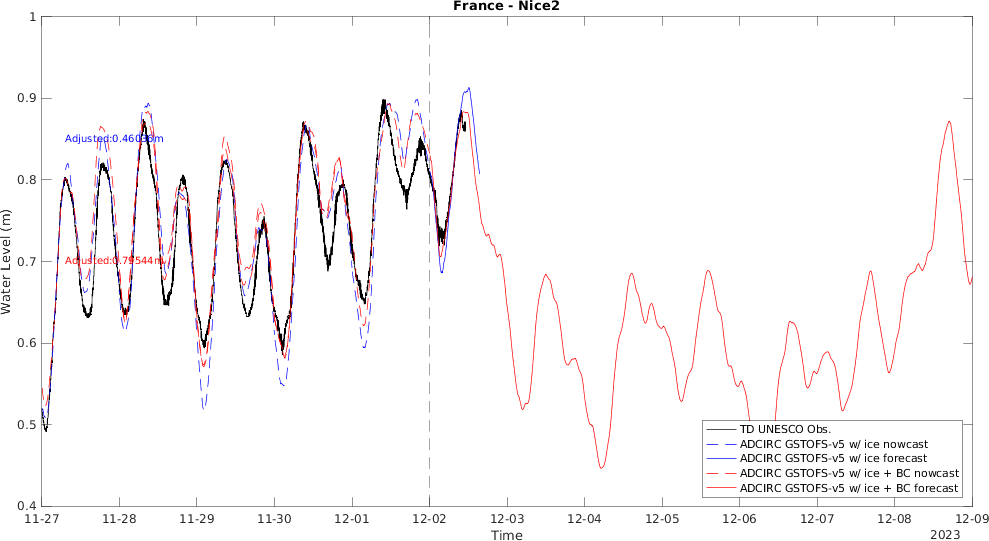 France - Nice2
1
0.9
0.8
0.7
0.6
0.5
0.4
Water Level (m)
Adjusted:0.79544m
TD UNESCO Obs.
ADCIRC GSTOFS-v5 w/ ice nowcast
ADCIRC GSTOFS-v5 w/ ice forecast
ADCIRC GSTOFS-v5 w/ ice + BC nowcast
ADCIRC GSTOFS-v5 w/ ice + BC forecast
11-27 11-28 11-29 11-30 12-01 12-02 12-03 12-04 12-05 12-06 12-07 12-08 12-09
Time
2023